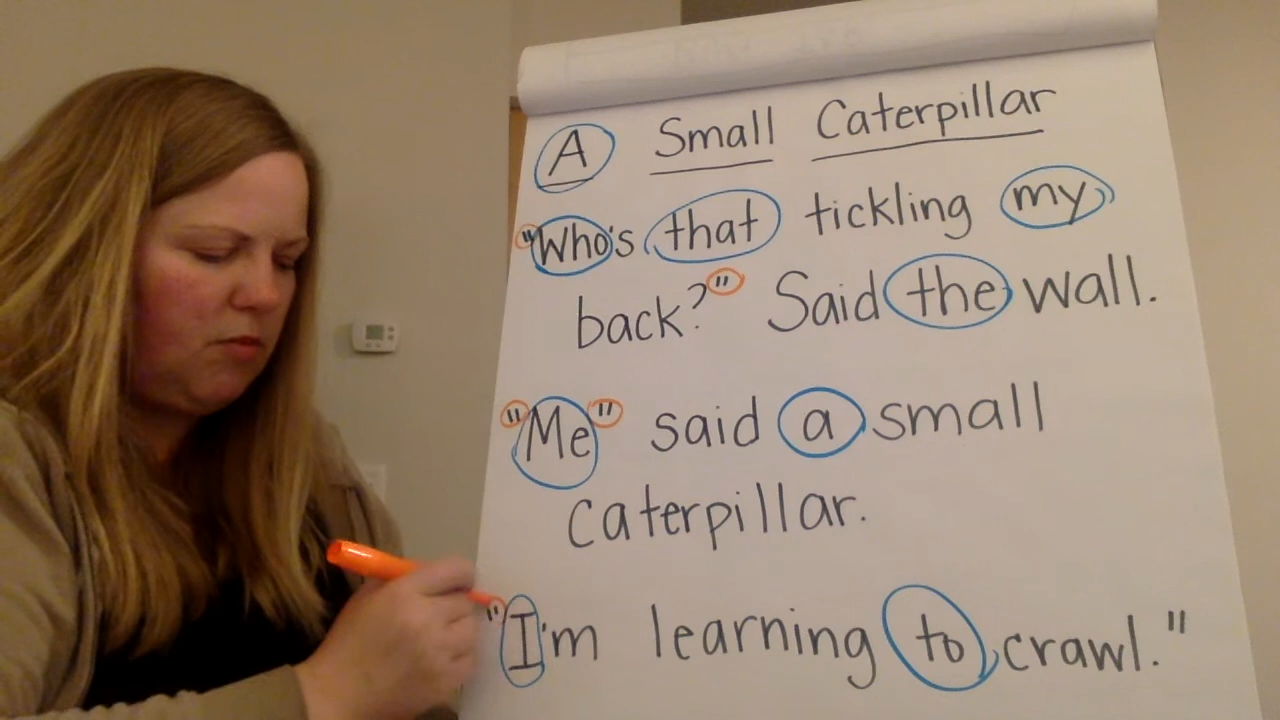 A Small Caterpillar
"Who's that tickling my
back?" Said the wall.
"Me" said a small
caterpillar.
"I'm learning to crawl."